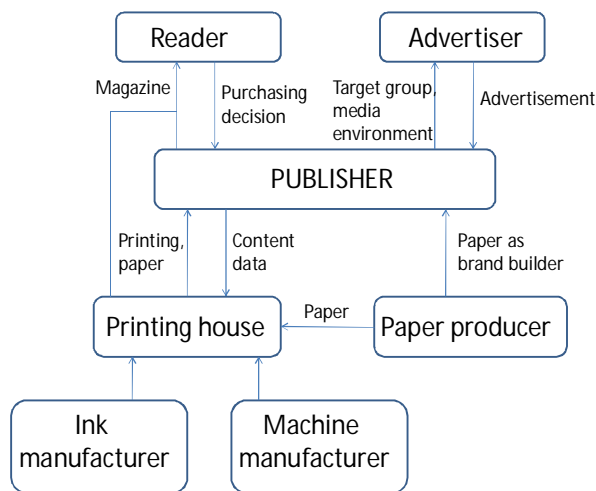 Reader
Advertiser
Magazine
Purchasing
decision
Target group,
media
environment
Advertisement
PUBLISHER
Printing,
paper
Content
data
Paper as
brand builder
Printing house
Paper
Paper producer
Ink
manufacturer
Machine
manufacturer